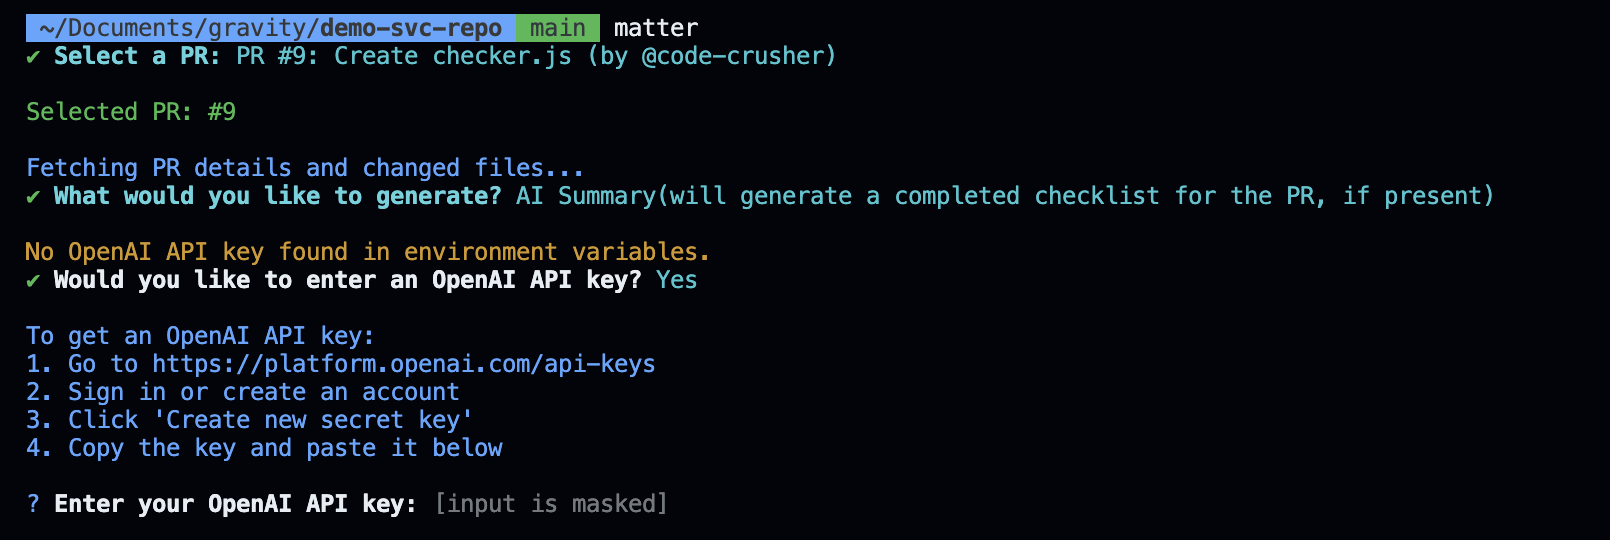 ~/Documents/gravity/demo-svc-repo main matter
✔ Select a PR: PR #9: Create checker.js (by @code-crusher)
Selected PR: #9
Fetching PR details and changed files...
✔ What would you like to generate? AI Summary(will generate a completed checklist for the PR, if present)
No OpenAI API key found in environment variables.
✔ Would you like to enter an OpenAI API key? Yes
To get an OpenAI API key:
1. Go to https://platform.openai.com/api-keys
2. Sign in or create an account
3. Click 'Create new secret key'
4. Copy the key and paste it below
? Enter your OpenAI API key: [input is masked]